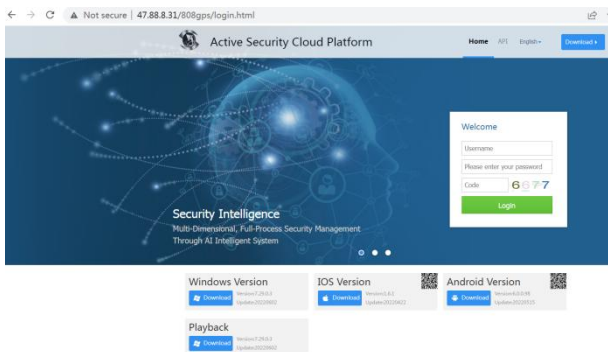 Not secure | 47.88.8.31/808gps/login.html
Active Security Cloud Platform
Home API English
Download
Welcome
Username
Please enter your password
Code 6677
Login
Security Intelligence
Multi-Dimensional, Full-Process Security Management
Through AI Intelligent System
Windows Version
Download
IOS Version
Download
Android Version
Download
Playback
Download